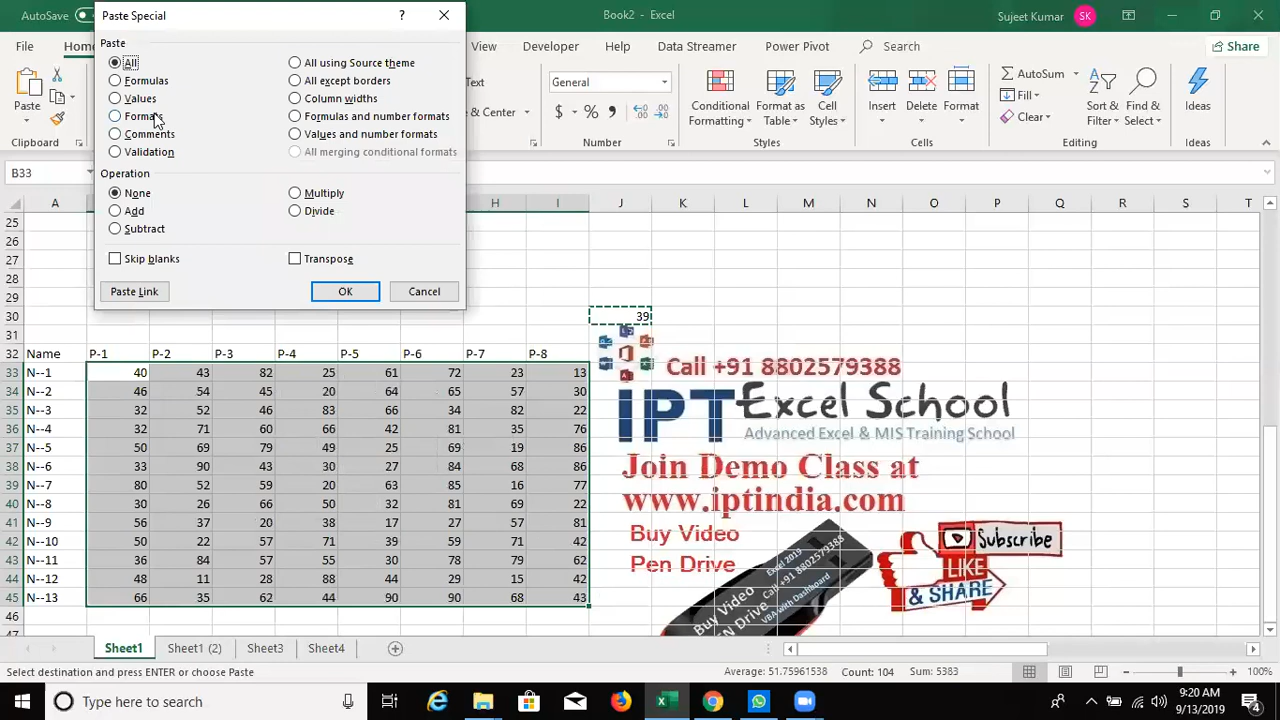 AutoSave
Book2 - Excel
Sujeet Kumar
SK
File
View
Developer
Help
Data Streamer
Power Pivot
Search
Share
Paste
Clipboard
General
Number
Conditional
Formatting
Format as
Table
Cell
Styles
Styles
Insert
Delete
Format
Cells
AutoSum
Fill
Clear
Sort &
Filter
Find &
Select
Editing
Ideas
Ideas
Paste Special
?
Paste
All
Formulas
Values
Formats
Comments
Validation
All using Source theme
All except borders
Column widths
Formulas and number formats
Values and number formats
All merging conditional formats
Operation
None
Add
Subtract
Multiply
Divide
Skip blanks
Transpose
Paste Link
OK
Cancel
B33
A H I J K L M N O P Q R S T
25
26
27
28
29
30 39
31
32 Name P-1 P-2 P-3 P-4 P-5 P-6 P-7 P-8
33 N--1 40 43 82 25 61 72 23 13
34 N--2 46 54 45 20 64 65 57 30
35 N--3 32 52 46 83 66 34 82 22
36 N--4 32 71 60 66 42 81 35 76
37 N--5 50 69 79 49 25 69 19 86
38 N--6 33 90 43 30 27 84 68 86
39 N--7 80 52 59 20 63 85 16 77
40 N--8 30 26 66 50 32 81 69 22
41 N--9 56 37 20 38 17 27 57 81
42 N--10 50 22 57 71 39 59 71 42
43 N--11 36 84 57 55 30 78 79 62
44 N--12 48 11 23 88 44 29 15 42
45 N--13 66 35 62 44 90 90 68 43
46
47
Call +91 8802579388
IPT Excel School
Advanced Excel & MIS Training School
Join Demo Class at
www.iptindia.com
Buy Video
Pen Drive
Excel 2019
Call +91 8802579388
VBA with Dashboard
Buy Video
Subscribe
LIKE
& SHARE
Sheet1
Sheet1 (2)
Sheet3
Sheet4
Select destination and press ENTER or choose Paste
Average: 51.75961538
Count: 104
Sum: 5383
100%
Type here to search
9:20 AM
9/13/2019
4